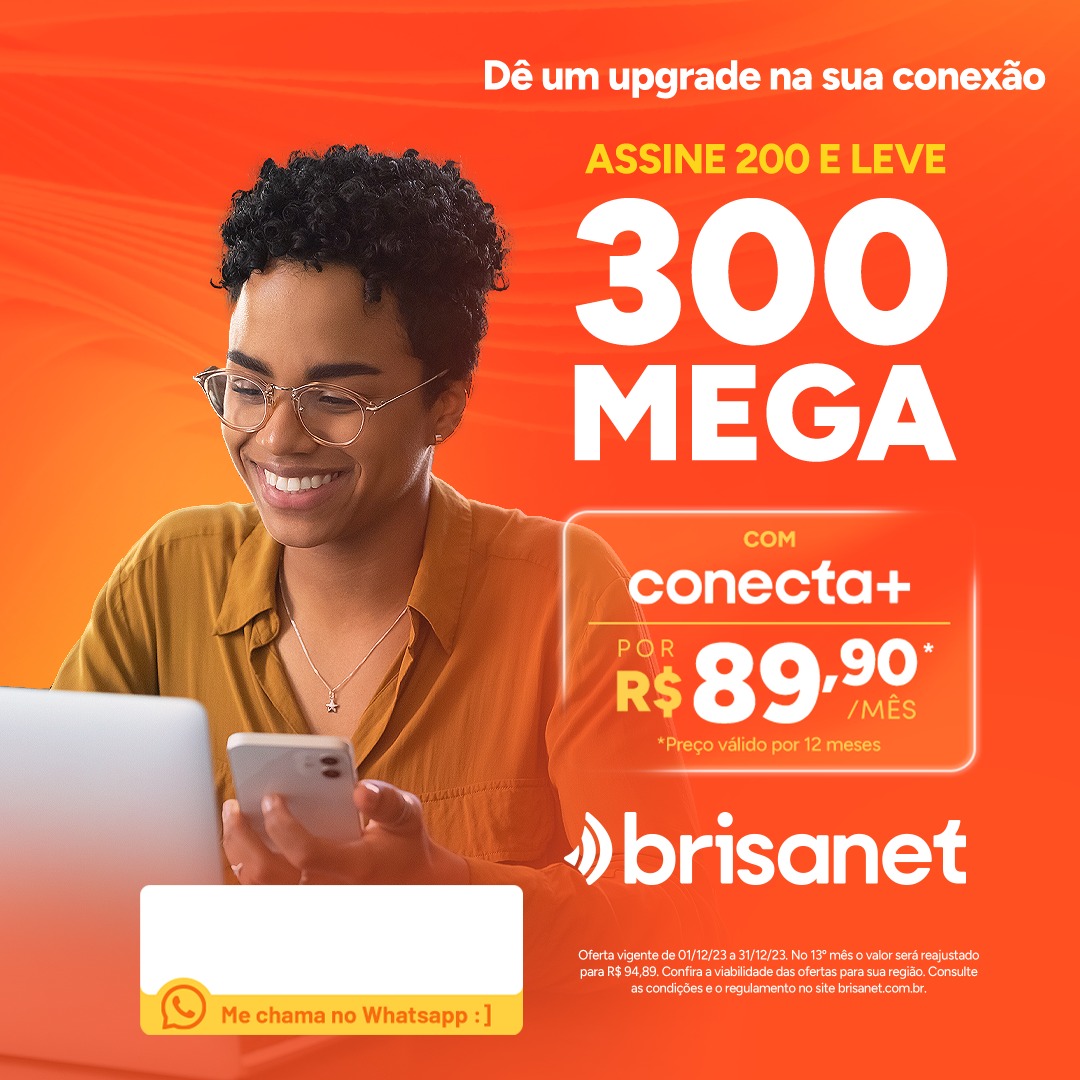 Dê um upgrade na sua conexão
ASSINE 200 E LEVE
300
MEGA
COM
conecta+
POR
R$ 89,90*
/MÊS
*Preço válido por 12 meses
brisanet
Oferta vigente de 01/12/23 a 31/12/23. No 13º mês o valor será reajustado
para R$ 94,89. Confira a viabilidade das ofertas para sua região. Consulte
as condições e o regulamento no site brisanet.com.br.
Me chama no Whatsapp :]